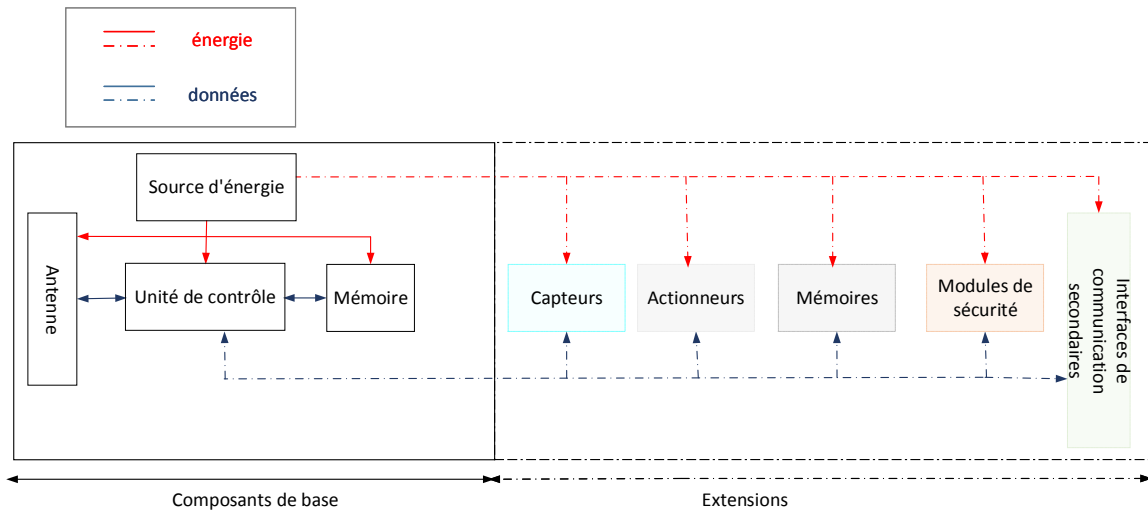 énergie
données
Source d'énergie
Antenne
Unité de contrôle
Mémoire
Capteurs
Actionneurs
Mémoires
Modules de
sécurité
Interfaces de
communication
secondaires
Composants de base
Extensions